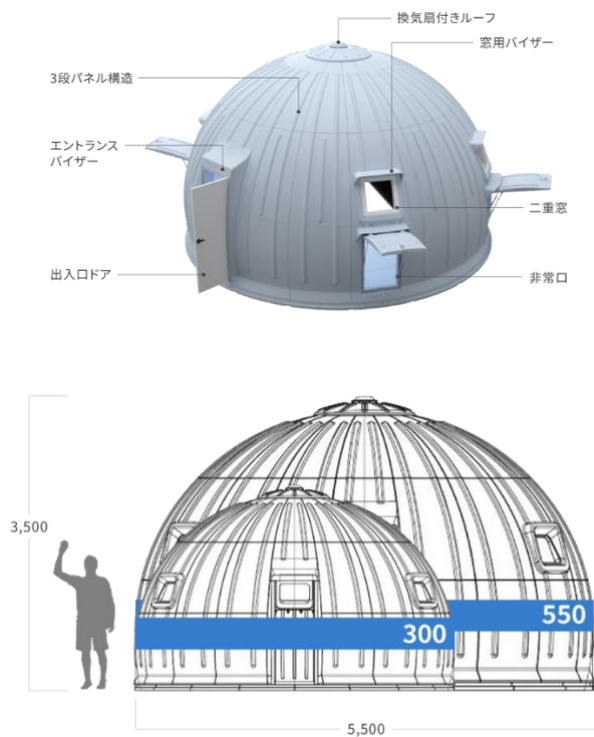 換気扇付きルーフ
窓用バイザー
3段パネル構造
エントランス
バイザー
二重窓
出入口ドア
非常口
3,500
550
300
5,500